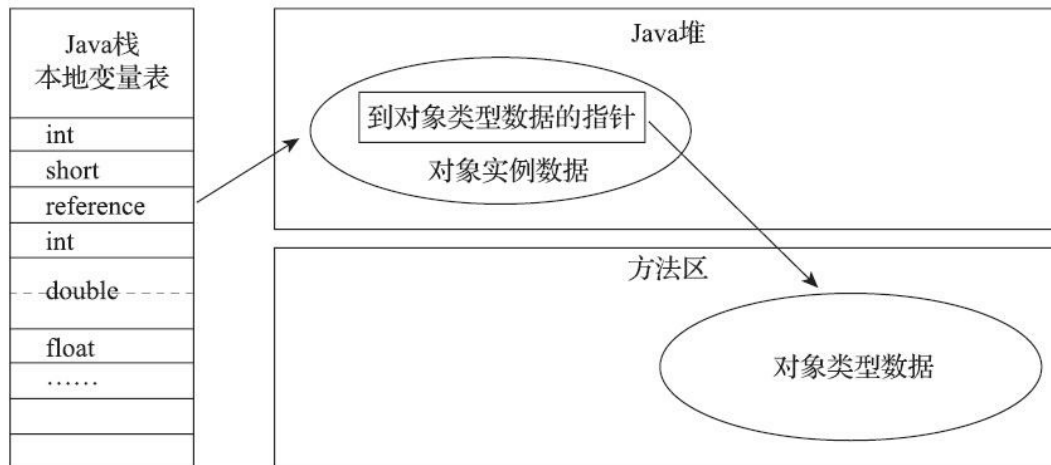 Java栈
本地变量表
int
short
reference
int
double
float
……
Java堆
到对象类型数据的指针
对象实例数据
方法区
对象类型数据